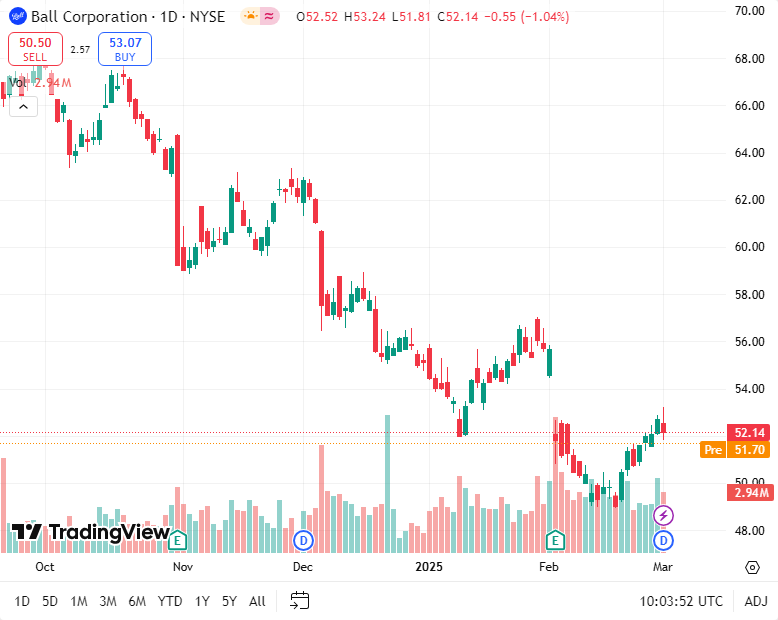 Ball Corporation · 1D · NYSE O52.52 H53.24 L51.81 C52.14 −0.55 (−1.04%)
50.50 SELL 2.57 53.07 BUY
Vol 2.94M
70.00
68.00
66.00
64.00
62.00
60.00
58.00
56.00
54.00
52.14
Pre 51.70
50.00
2.94M
48.00
TradingView
E D E D
Oct Nov Dec 2025 Feb Mar
1D 5D 1M 3M 6M YTD 1Y 5Y All 10:03:52 UTC ADJ